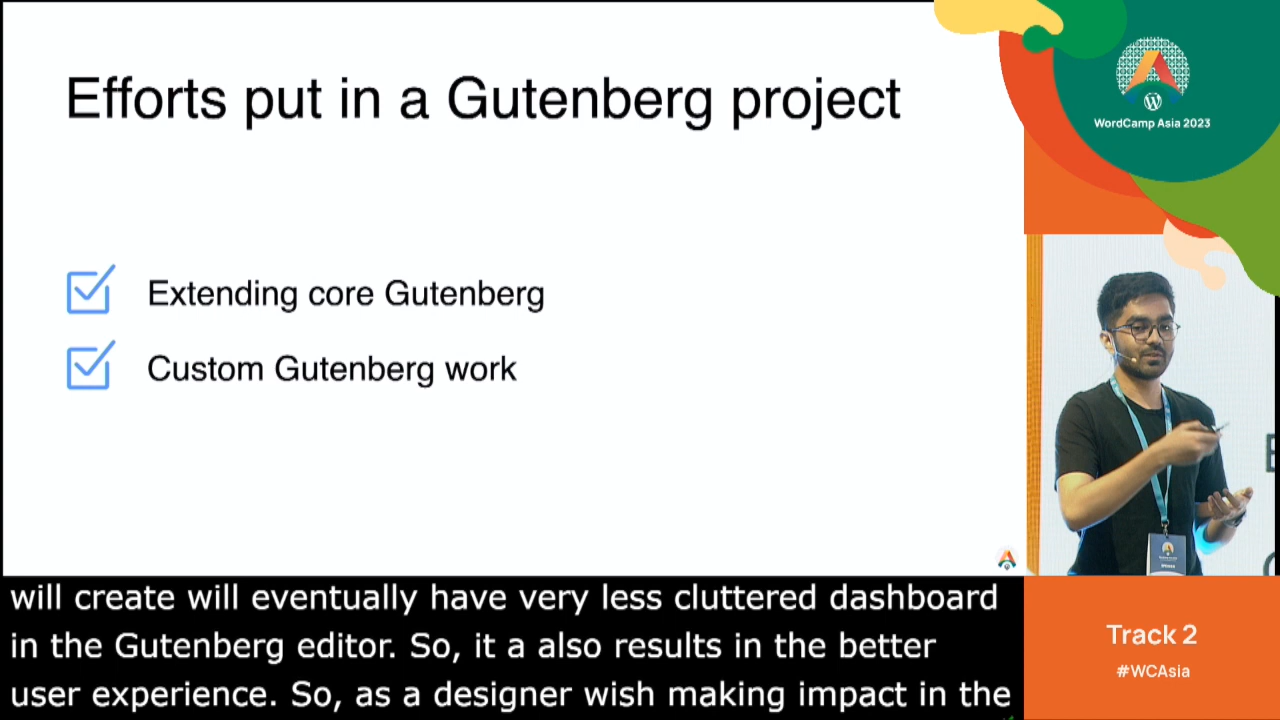 Efforts put in a Gutenberg project
WordCamp Asia 2023
Extending core Gutenberg
Custom Gutenberg work
will create will eventually have very less cluttered dashboard
in the Gutenberg editor. So, it a also results in the better
user experience. So, as a designer wish making impact in the
Track 2
#WCAsia